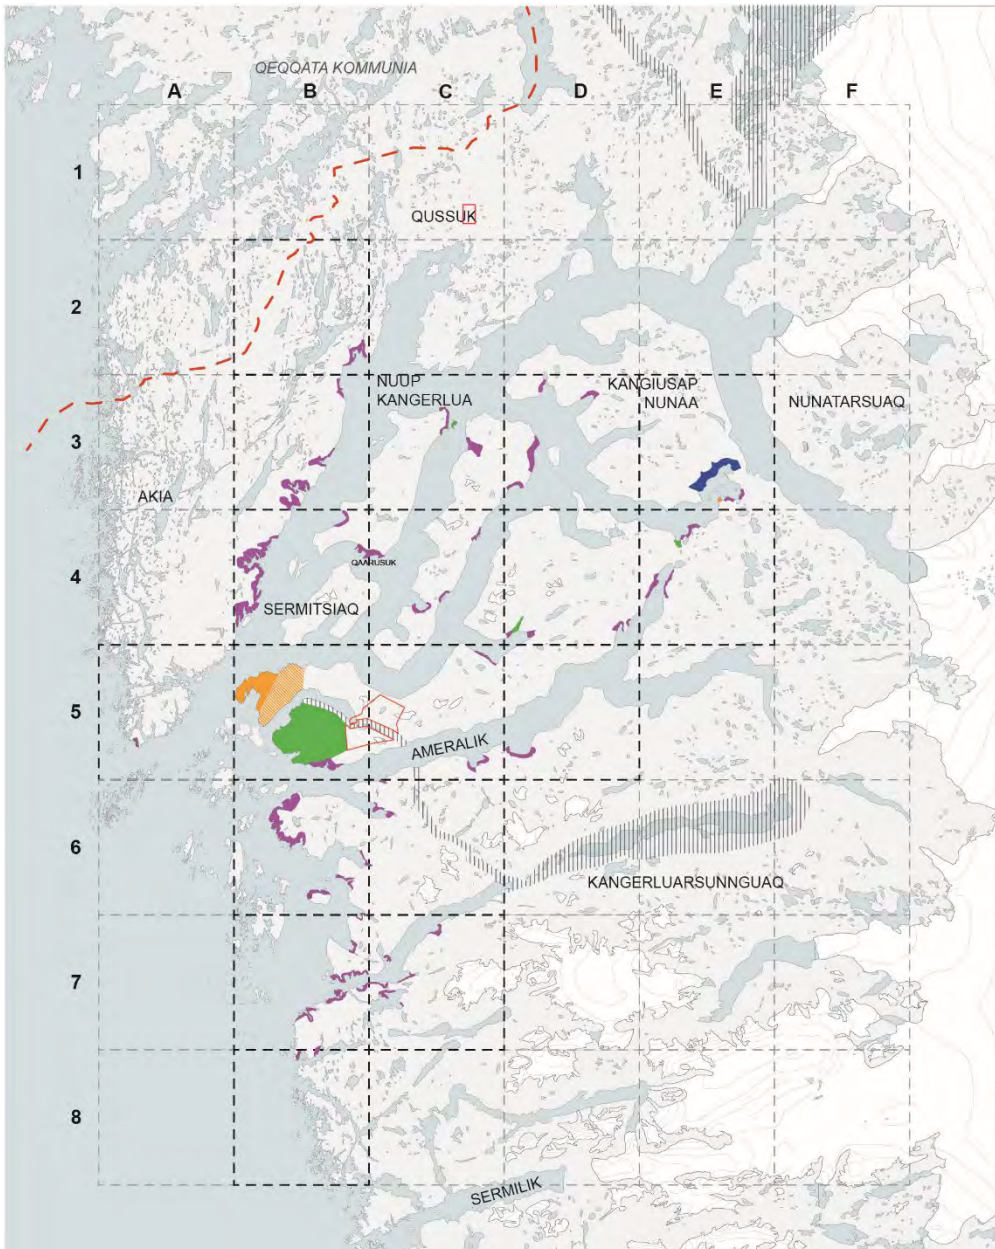 QEQQATA KOMMUNIA
A B C D E F
1
QUSSUK
2
NUUP
KANGERLUA
KANGIUSAP
NUNAA
NUNATARSUAQ
3
AKIA
4
QAARUSUK
SERMITSIAQ
5
AMERALIK
6
KANGERLUARSUNNGUAQ
7
8
SERMILIK